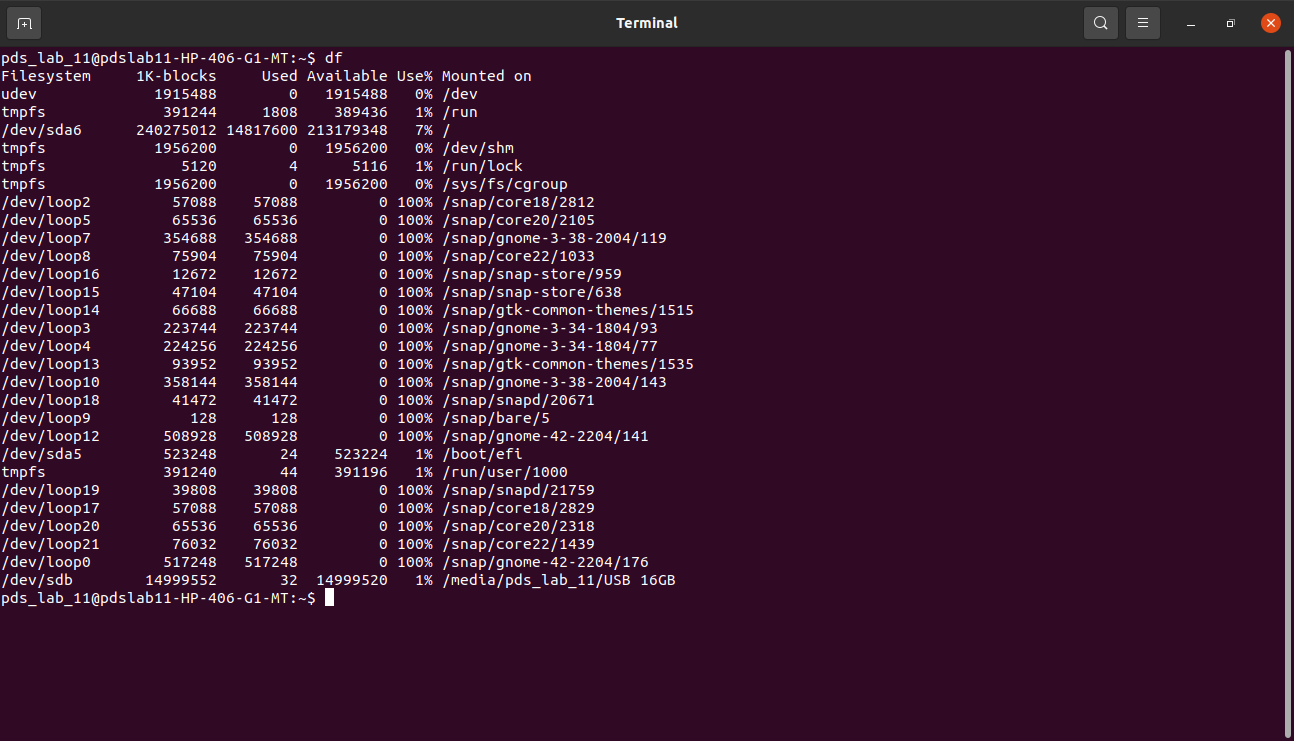 Terminal
pds_lab_11@pdslab11-HP-406-G1-MT:~$ df
Filesystem     1K-blocks     Used Available Use% Mounted on
udev             1915488        0   1915488   0% /dev
tmpfs             391244     1808    389436   1% /run
/dev/sda6      240275012 14817600 213179348   7% /
tmpfs            1956200        0   1956200   0% /dev/shm
tmpfs               5120        4      5116   1% /run/lock
tmpfs            1956200        0   1956200   0% /sys/fs/cgroup
/dev/loop2         57088    57088         0 100% /snap/core18/2812
/dev/loop5         65536    65536         0 100% /snap/core20/2105
/dev/loop7        354688   354688         0 100% /snap/gnome-3-38-2004/119
/dev/loop8         75904    75904         0 100% /snap/core22/1033
/dev/loop16        12672    12672         0 100% /snap/snap-store/959
/dev/loop15        47104    47104         0 100% /snap/snap-store/638
/dev/loop14        66688    66688         0 100% /snap/gtk-common-themes/1515
/dev/loop3        223744   223744         0 100% /snap/gnome-3-34-1804/93
/dev/loop4        224256   224256         0 100% /snap/gnome-3-34-1804/77
/dev/loop13        93952    93952         0 100% /snap/gtk-common-themes/1535
/dev/loop10       358144   358144         0 100% /snap/gnome-3-38-2004/143
/dev/loop18        41472    41472         0 100% /snap/snapd/20671
/dev/loop9           128      128         0 100% /snap/bare/5
/dev/loop12       508928   508928         0 100% /snap/gnome-42-2204/141
/dev/sda5         523248       24    523224   1% /boot/efi
tmpfs             391240       44    391196   1% /run/user/1000
/dev/loop19        39808    39808         0 100% /snap/snapd/21759
/dev/loop17        57088    57088         0 100% /snap/core18/2829
/dev/loop20        65536    65536         0 100% /snap/core20/2318
/dev/loop21        76032    76032         0 100% /snap/core22/1439
/dev/loop0        517248   517248         0 100% /snap/gnome-42-2204/176
/dev/sdb        14999552       32  14999520   1% /media/pds_lab_11/USB 16GB
pds_lab_11@pdslab11-HP-406-G1-MT:~$